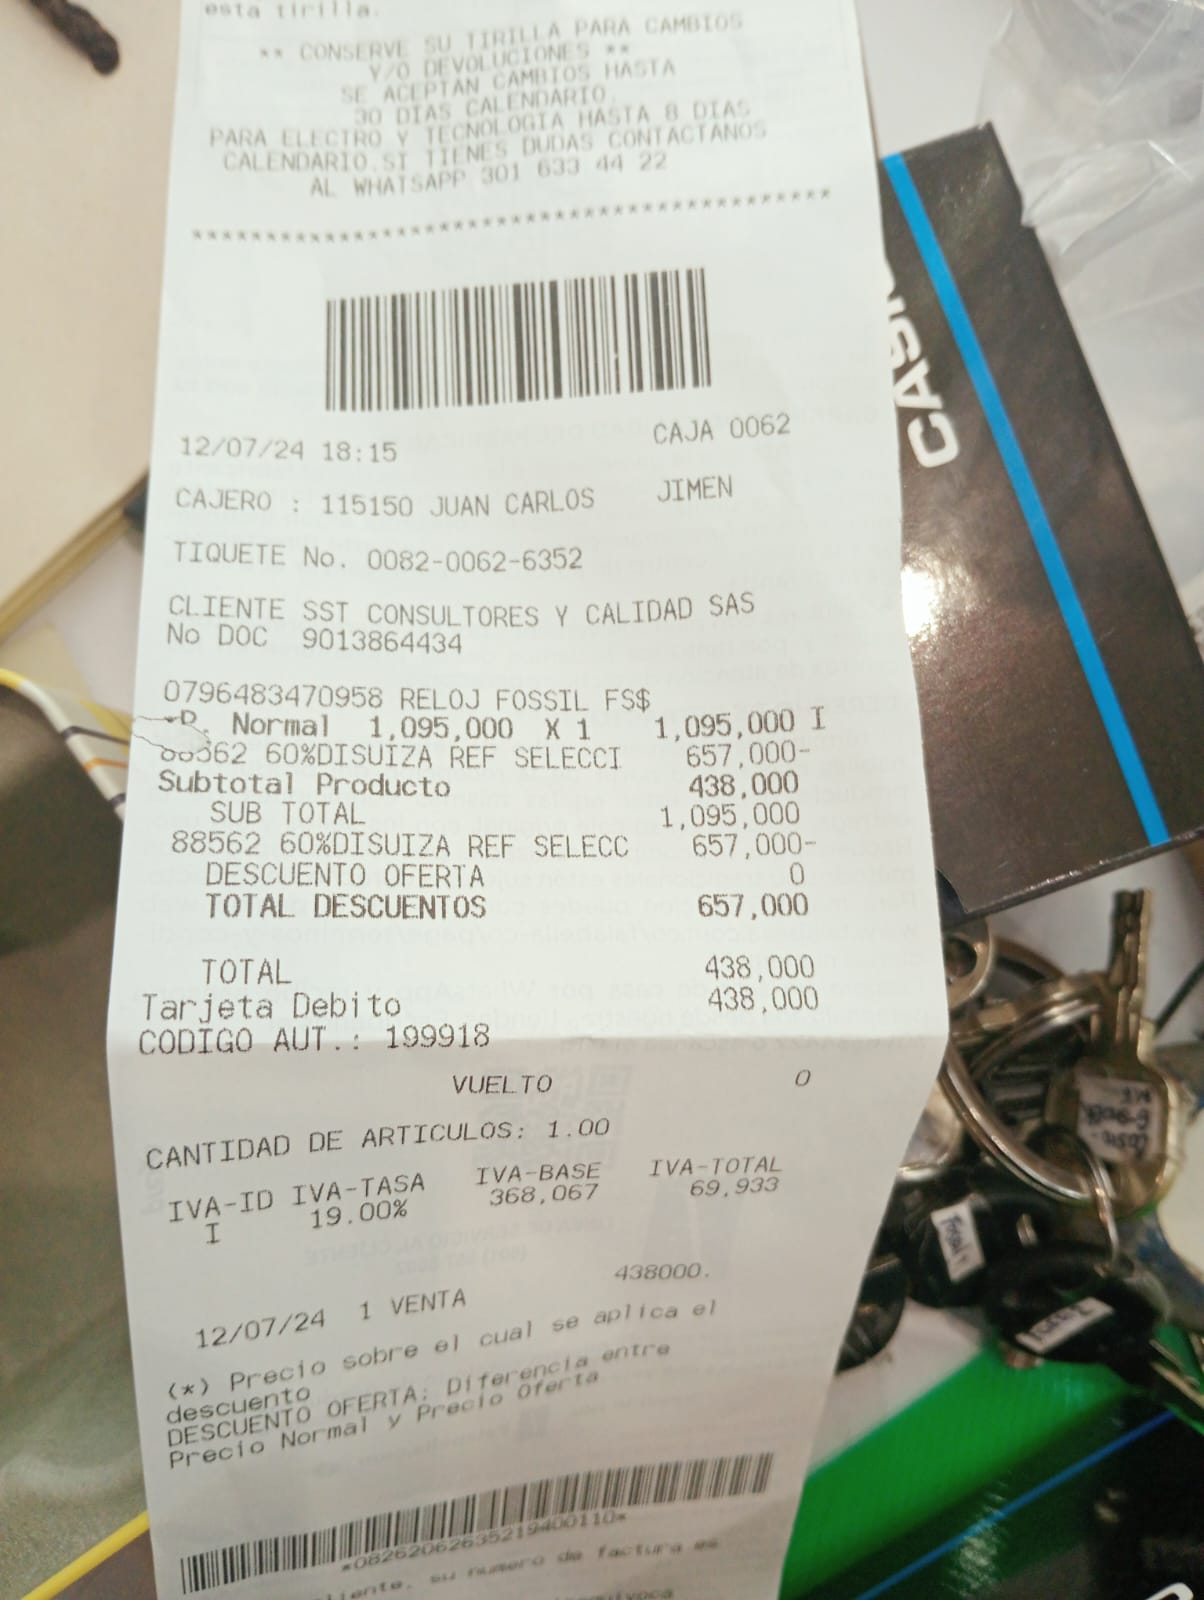 esta tirilla.
** CONSERVE SU TIRILLA PARA CAMBIOS
Y/O DEVOLUCIONES **
SE ACEPTAN CAMBIOS HASTA
30 DIAS CALENDARIO.
PARA ELECTRO Y TECNOLOGIA HASTA 8 DIAS
CALENDARIO.SI TIENES DUDAS CONTACTANOS
AL WHATSAPP 301 633 44 22
12/07/24 18:15 CAJA 0062
CAJERO : 115150 JUAN CARLOS JIMEN
TIQUETE No. 0082-0062-6352
CLIENTE SST CONSULTORES Y CALIDAD SAS
No DOC 9013864434
0796483470958 RELOJ FOSSIL FS$
P. Normal 1,095,000 X 1 1,095,000 I
88562 60%DISUIZA REF SELECCI 657,000-
Subtotal Producto 438,000
SUB TOTAL 1,095,000
88562 60%DISUIZA REF SELECC 657,000-
DESCUENTO OFERTA 0
TOTAL DESCUENTOS 657,000
TOTAL 438,000
Tarjeta Debito 438,000
CODIGO AUT.: 199918
VUELTO 0
CANTIDAD DE ARTICULOS: 1.00
IVA-ID IVA-TASA IVA-BASE IVA-TOTAL
I 19.00% 368,067 69,933
438000.
12/07/24 1 VENTA
(*) Precio sobre el cual se aplica el
descuento
DESCUENTO OFERTA: Diferencia entre
Precio Normal y Precio Oferta
*08262062635219400110*
su numero de factura es
CASIO